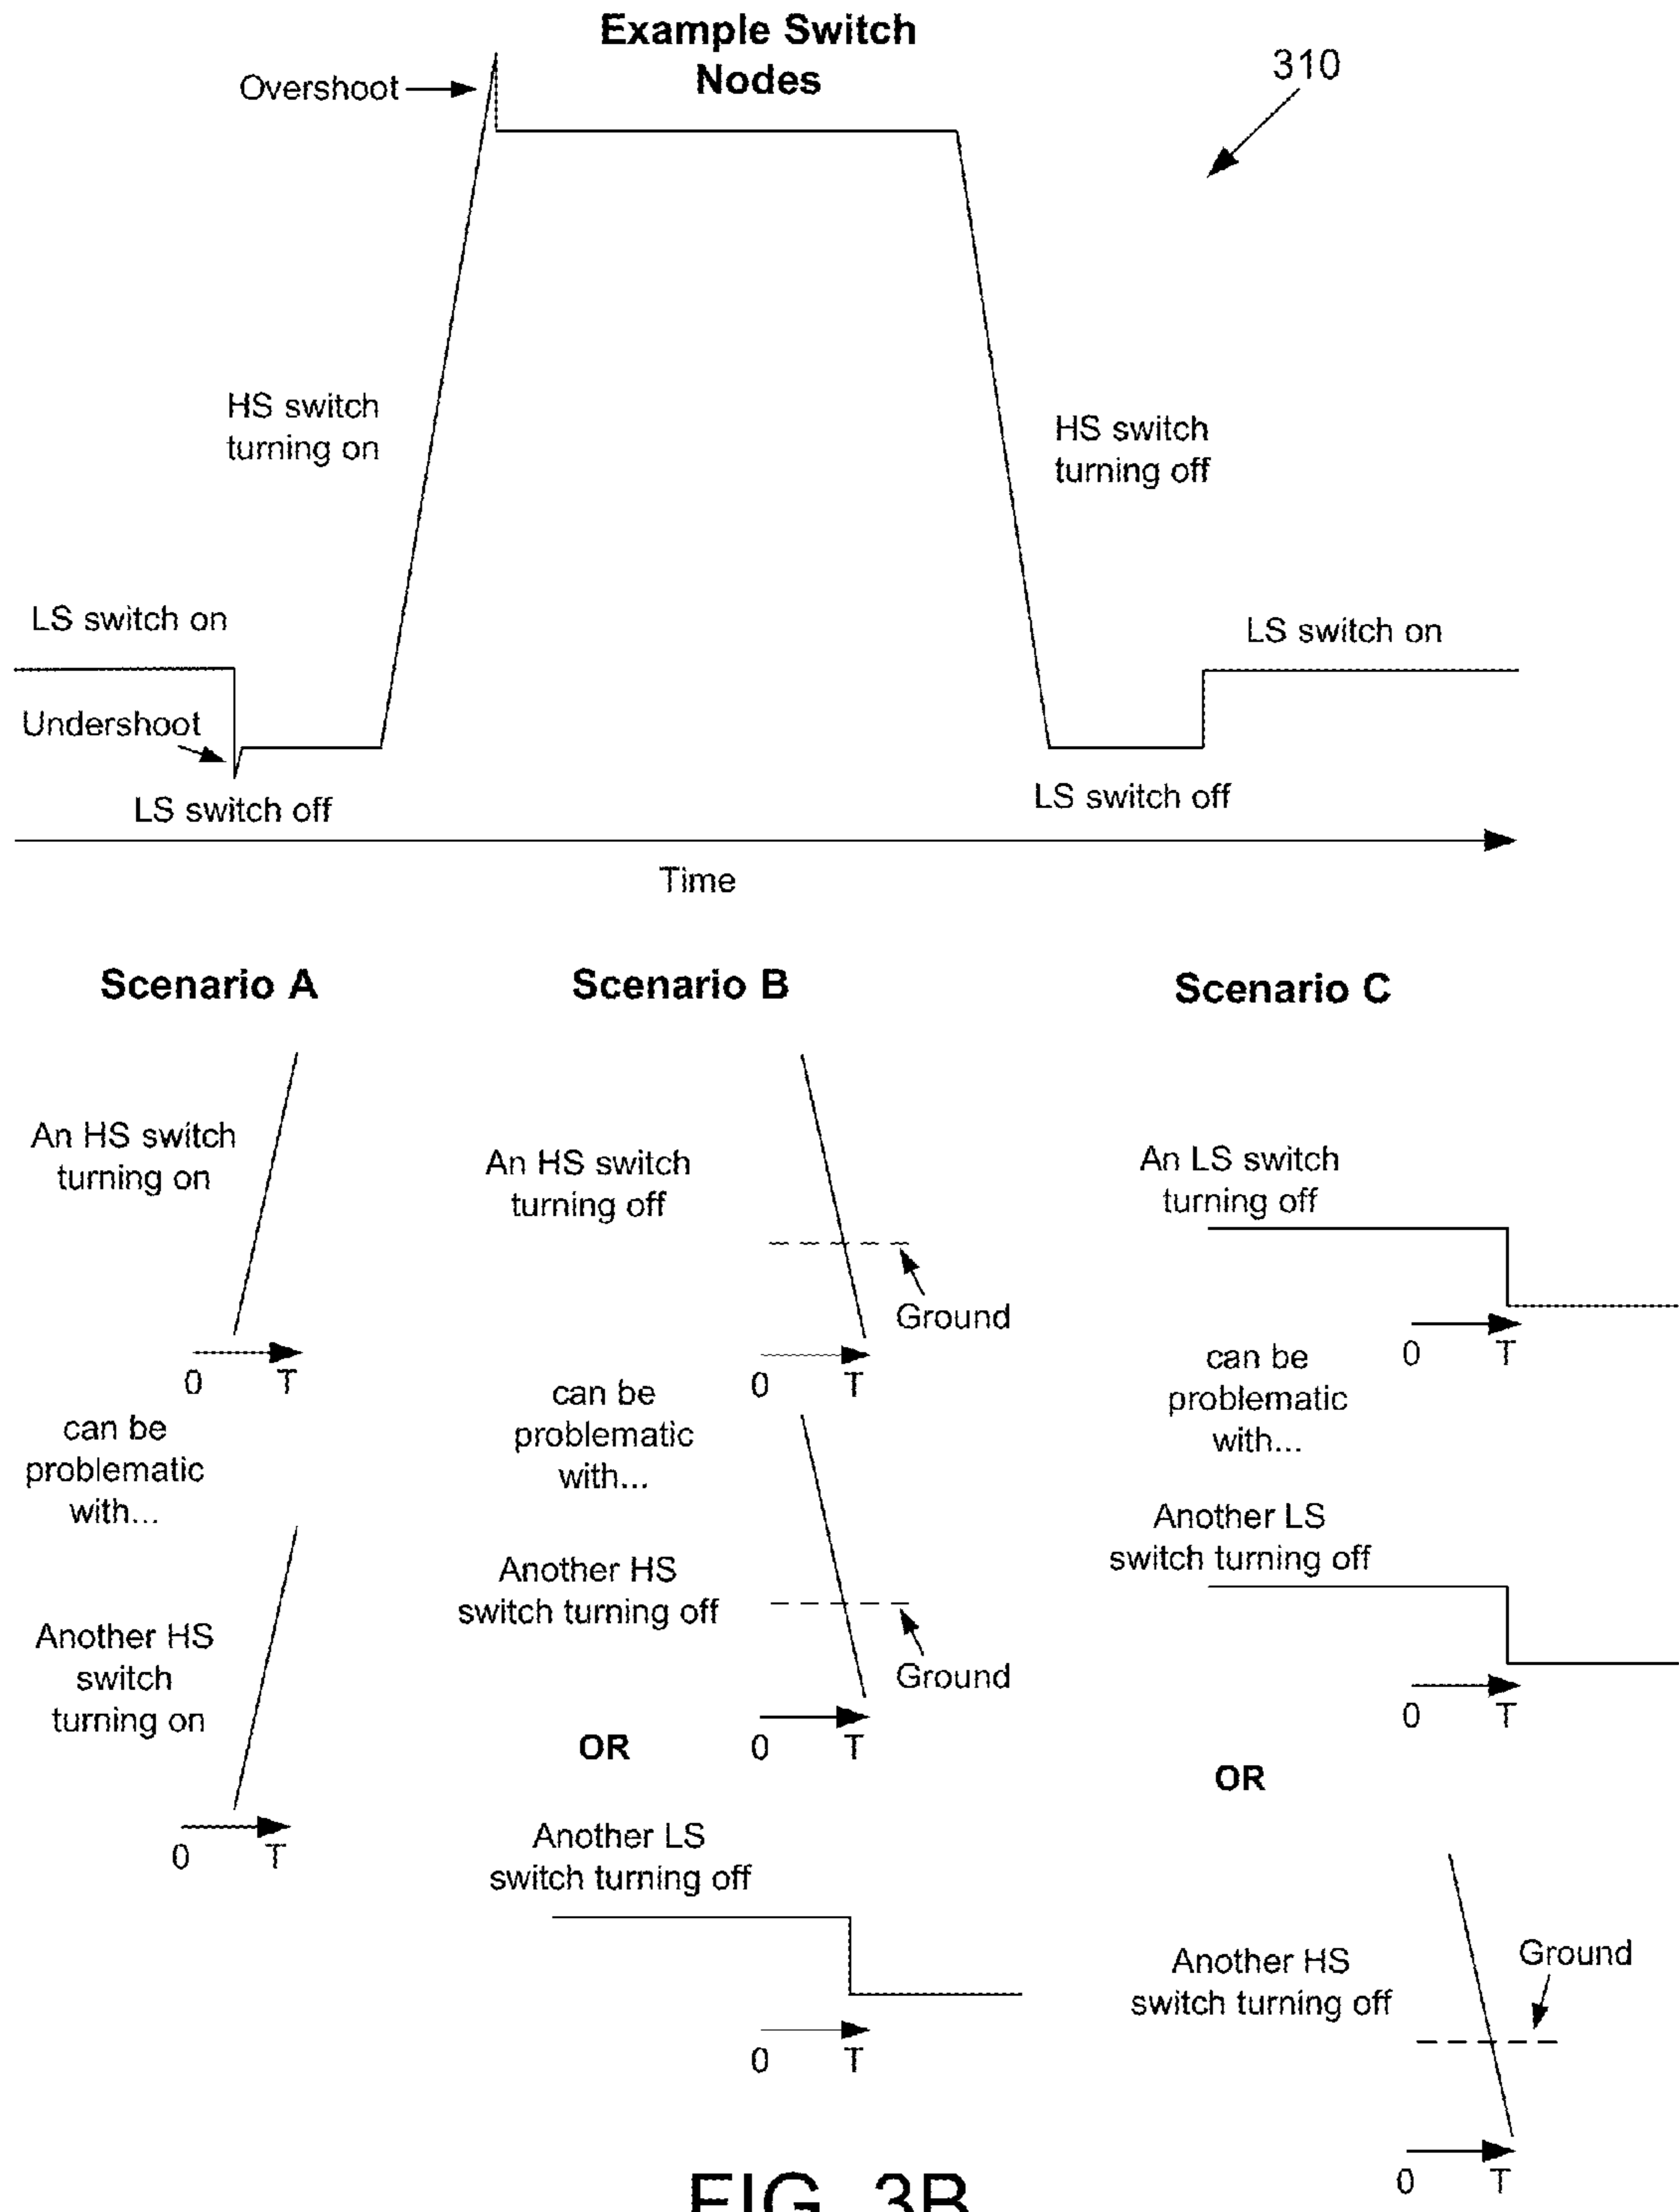 Example Switch
Nodes
310
Overshoot
HS switch
turning on
HS switch
turning off
LS switch on
LS switch on
Undershoot
LS switch off
LS switch off
Time
Scenario A
An HS switch
turning on
0 T
can be
problematic
with...
Another HS
switch
turning on
0 T
Scenario B
An HS switch
turning off
Ground
0 T
can be
problematic
with...
Another HS
switch turning off
Ground
0 T
OR
Another LS
switch turning off
0 T
Scenario C
An LS switch
turning off
0 T
can be
problematic
with...
Another LS
switch turning off
0 T
OR
Another HS
switch turning off
Ground
0 T
FIG. 3B